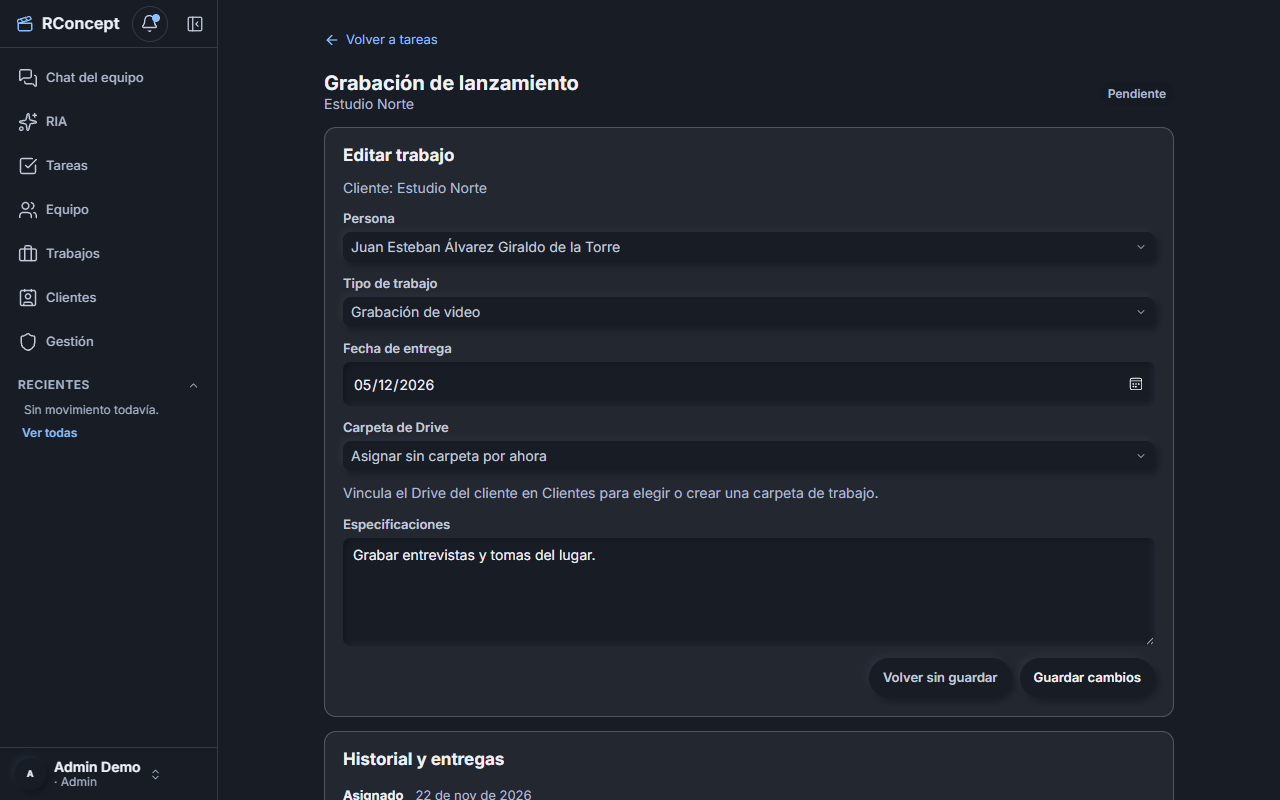 RConcept
Chat del equipo
RIA
Tareas
Equipo
Trabajos
Clientes
Gestión
RECIENTES
Sin movimiento todavía.
Ver todas
A
Admin Demo
· Admin
Volver a tareas
Grabación de lanzamiento
Estudio Norte
Pendiente
Editar trabajo
Cliente: Estudio Norte
Persona
Juan Esteban Álvarez Giraldo de la Torre
Tipo de trabajo
Grabación de video
Fecha de entrega
05/12/2026
Carpeta de Drive
Asignar sin carpeta por ahora
Vincula el Drive del cliente en Clientes para elegir o crear una carpeta de trabajo.
Especificaciones
Grabar entrevistas y tomas del lugar.
Volver sin guardar
Guardar cambios
Historial y entregas
Asignado 22 de nov de 2026